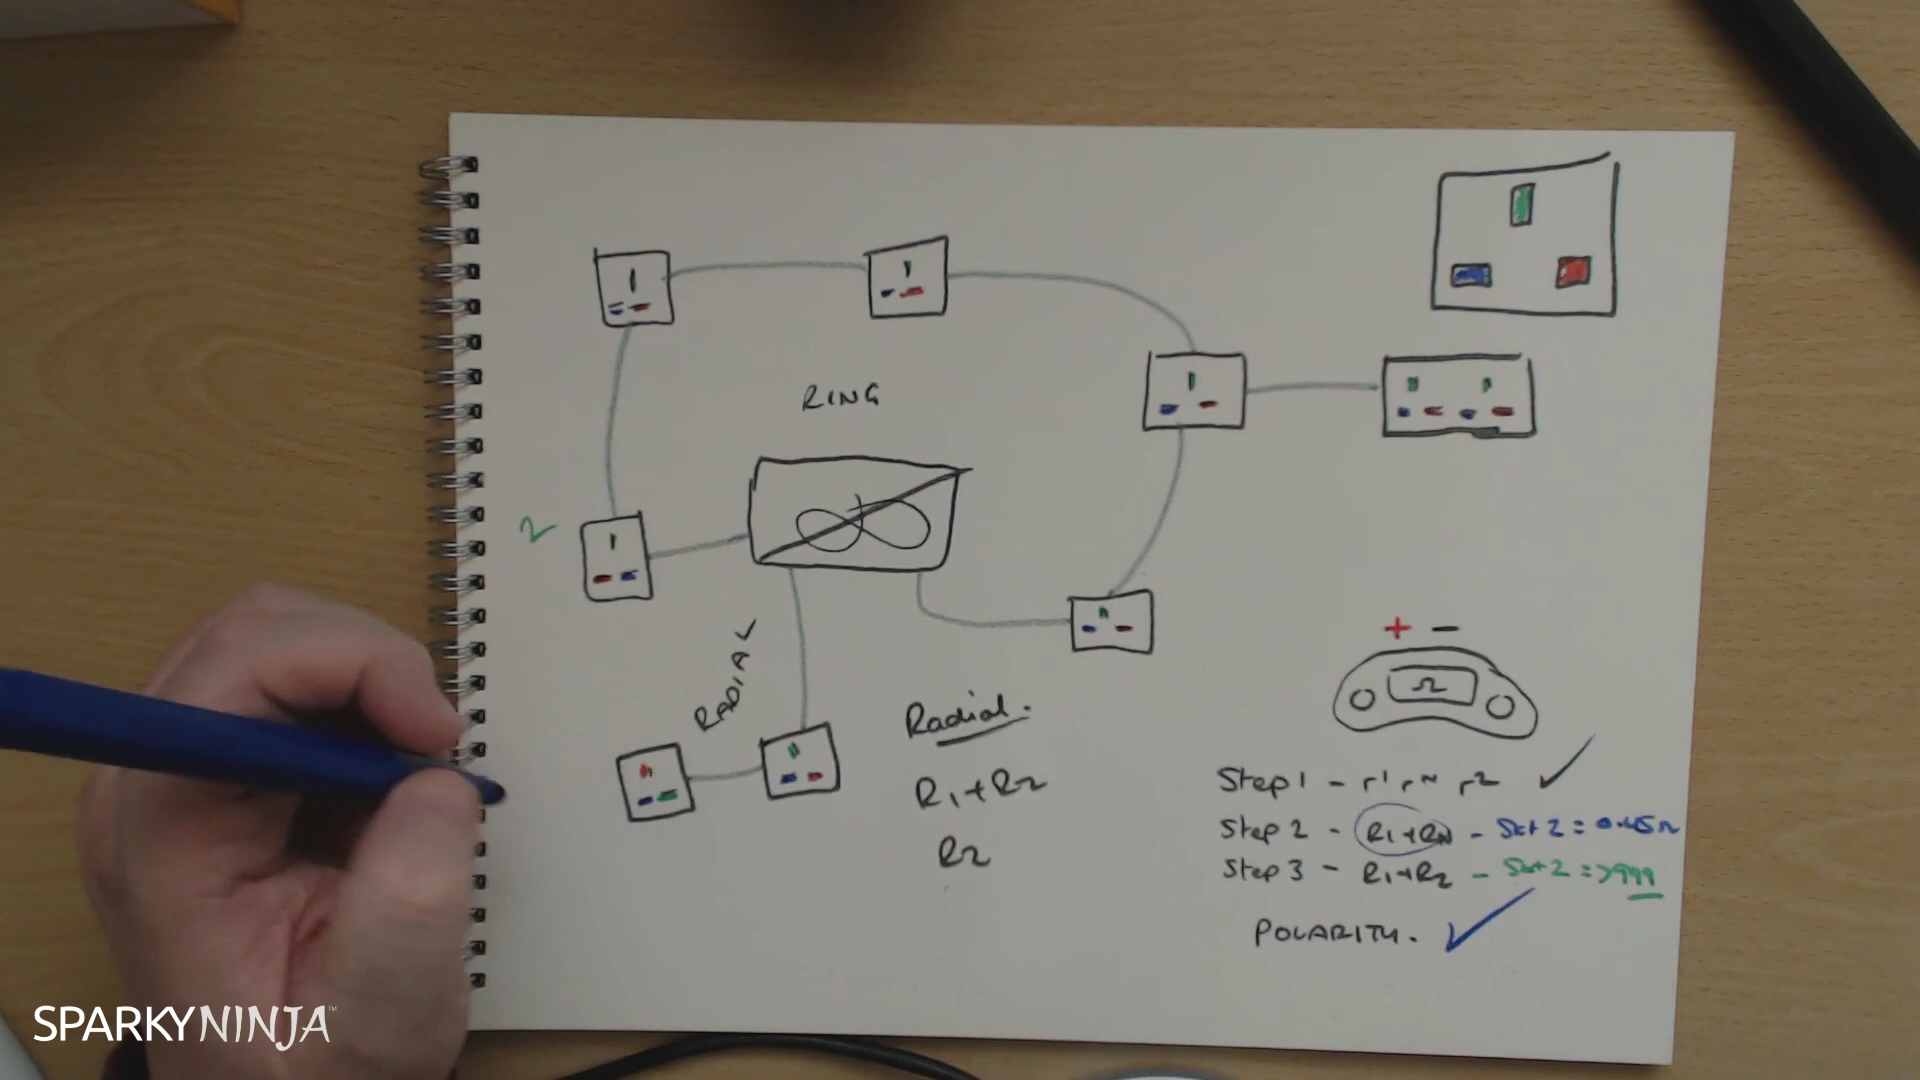 RING
2
RADIAL
Radial.
R1+R2
R2
+ -
Ω
Step 1 - r1 rN r2 ✓
Step 2 - R1+RN - Skt 2 = 0.45Ω
Step 3 - R1+R2 - Skt 2 = >999
POLARITY. ✓
SPARKYNINJA™